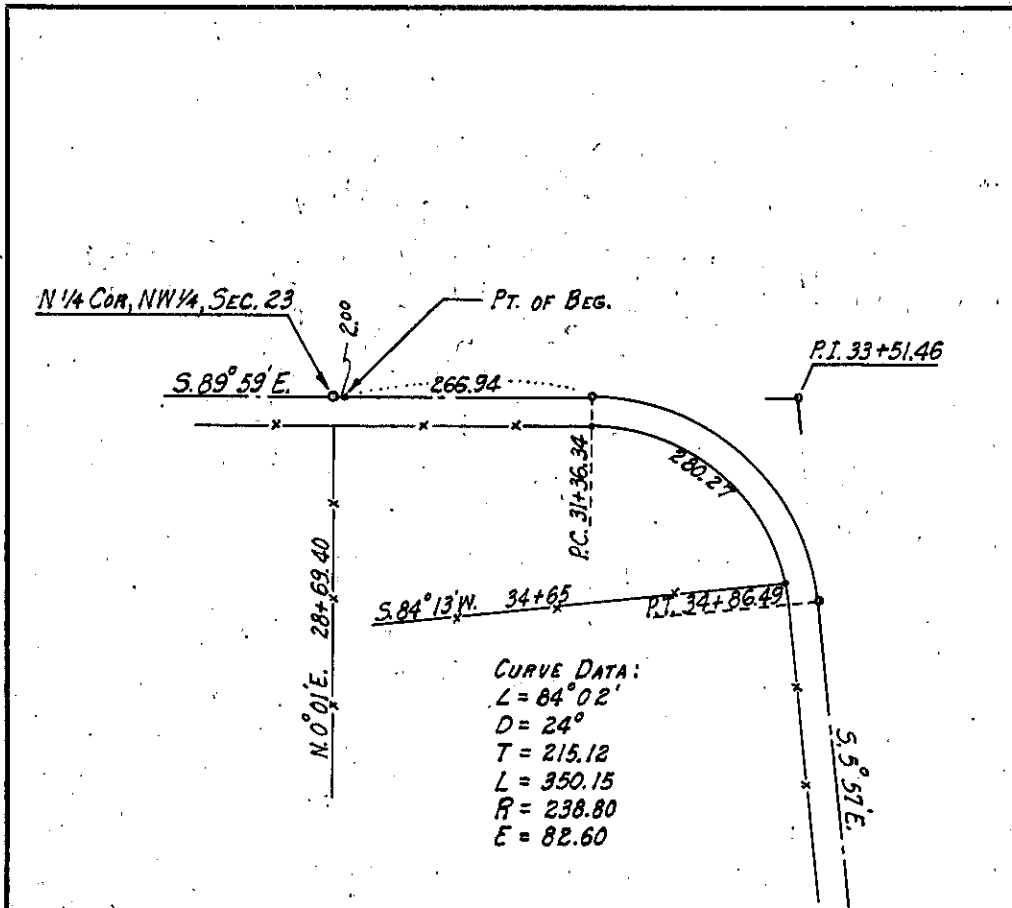 N 1/4 COR, NW 1/4, SEC. 23
2.00
PT. OF BEG.
P.I. 33+51.46
S. 89° 59' E.
266.94
P.C. 31+36.34
280.27
N. 0° 01' E. 28+69.40
S. 84° 13' W. 34+65
P.T. 34+86.49
CURVE DATA:
∠ = 84° 02'
D = 24°
T = 215.12
L = 350.15
R = 238.80
E = 82.60
S. 5° 57' E.